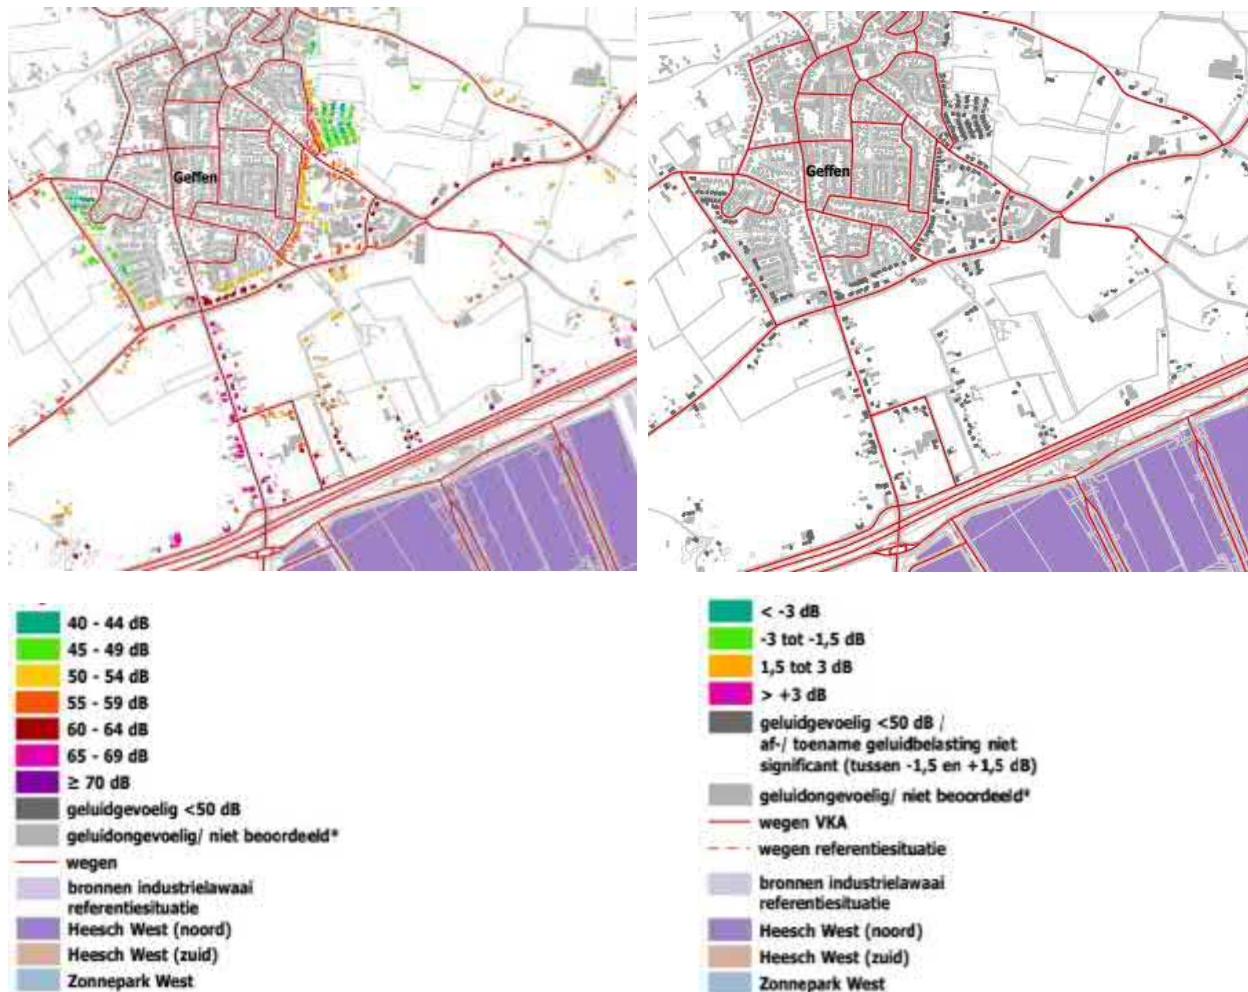 Geffen
Geffen
40 - 44 dB
45 - 49 dB
50 - 54 dB
55 - 59 dB
60 - 64 dB
65 - 69 dB
≥ 70 dB
geluidgevoelig <50 dB
geluidongevoelig/ niet beoordeeld*
wegen
bronnen industrielawaai
referentiesituatie
Heesch West (noord)
Heesch West (zuid)
Zonnepark West
< -3 dB
-3 tot -1,5 dB
1,5 tot 3 dB
> +3 dB
geluidgevoelig <50 dB /
af-/ toename geluidbelasting niet
significant (tussen -1,5 en +1,5 dB)
geluidongevoelig/ niet beoordeeld*
wegen VKA
wegen referentiesituatie
bronnen industrielawaai
referentiesituatie
Heesch West (noord)
Heesch West (zuid)
Zonnepark West